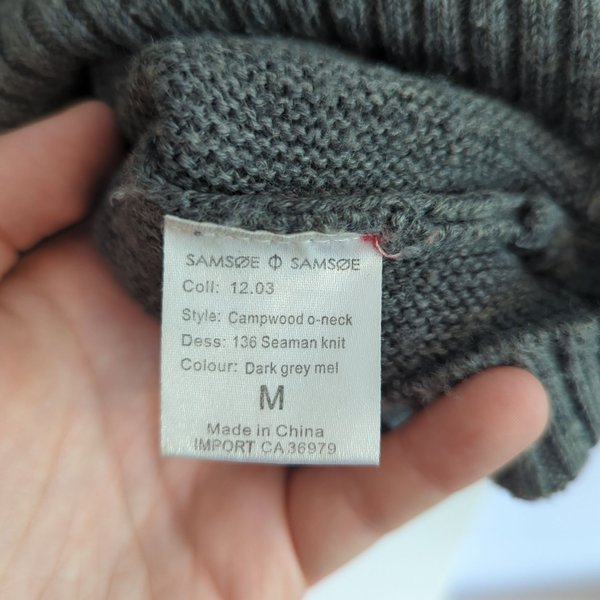 SAMSØE Φ SAMSØE
Coll: 12.03
Style: Campwood o-neck
Dess: 136 Seaman knit
Colour: Dark grey mel
M
Made in China
IMPORT CA 36979